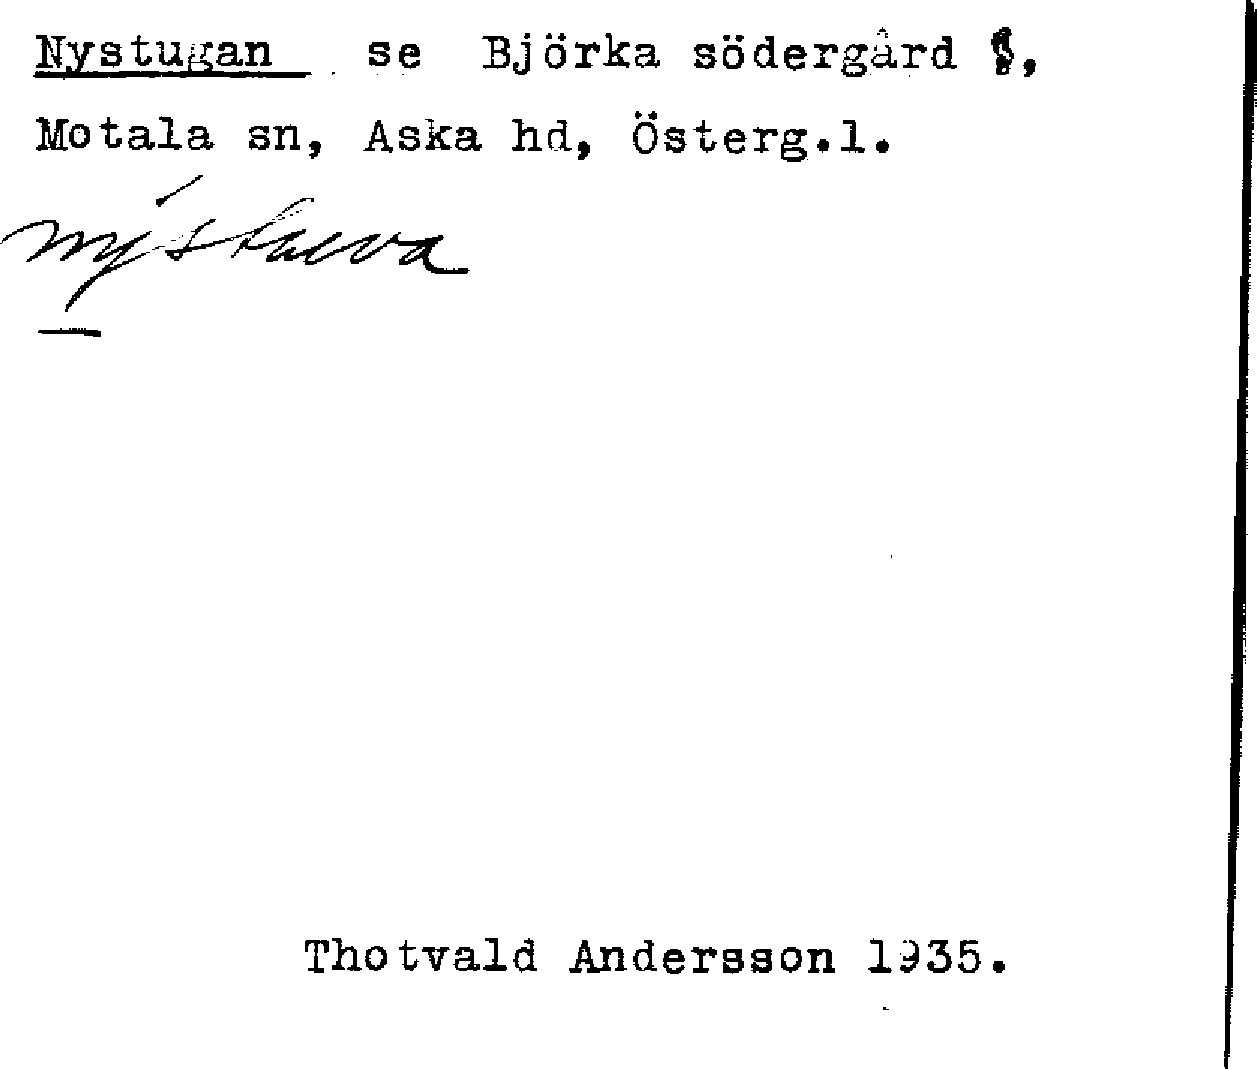 Nystugan se Björka södergård
Motala sn, Aska hd, Österg.l.
Thotvald Andersson 1935.